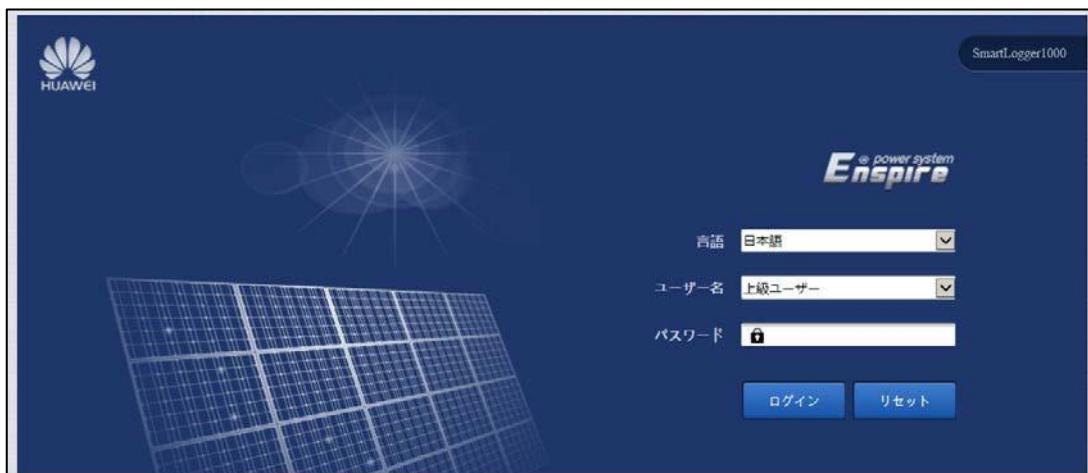 HUAWEI
SmartLogger1000
Enspire @ power system
言語 日本語
ユーザー名 上級ユーザー
パスワード
ログイン リセット